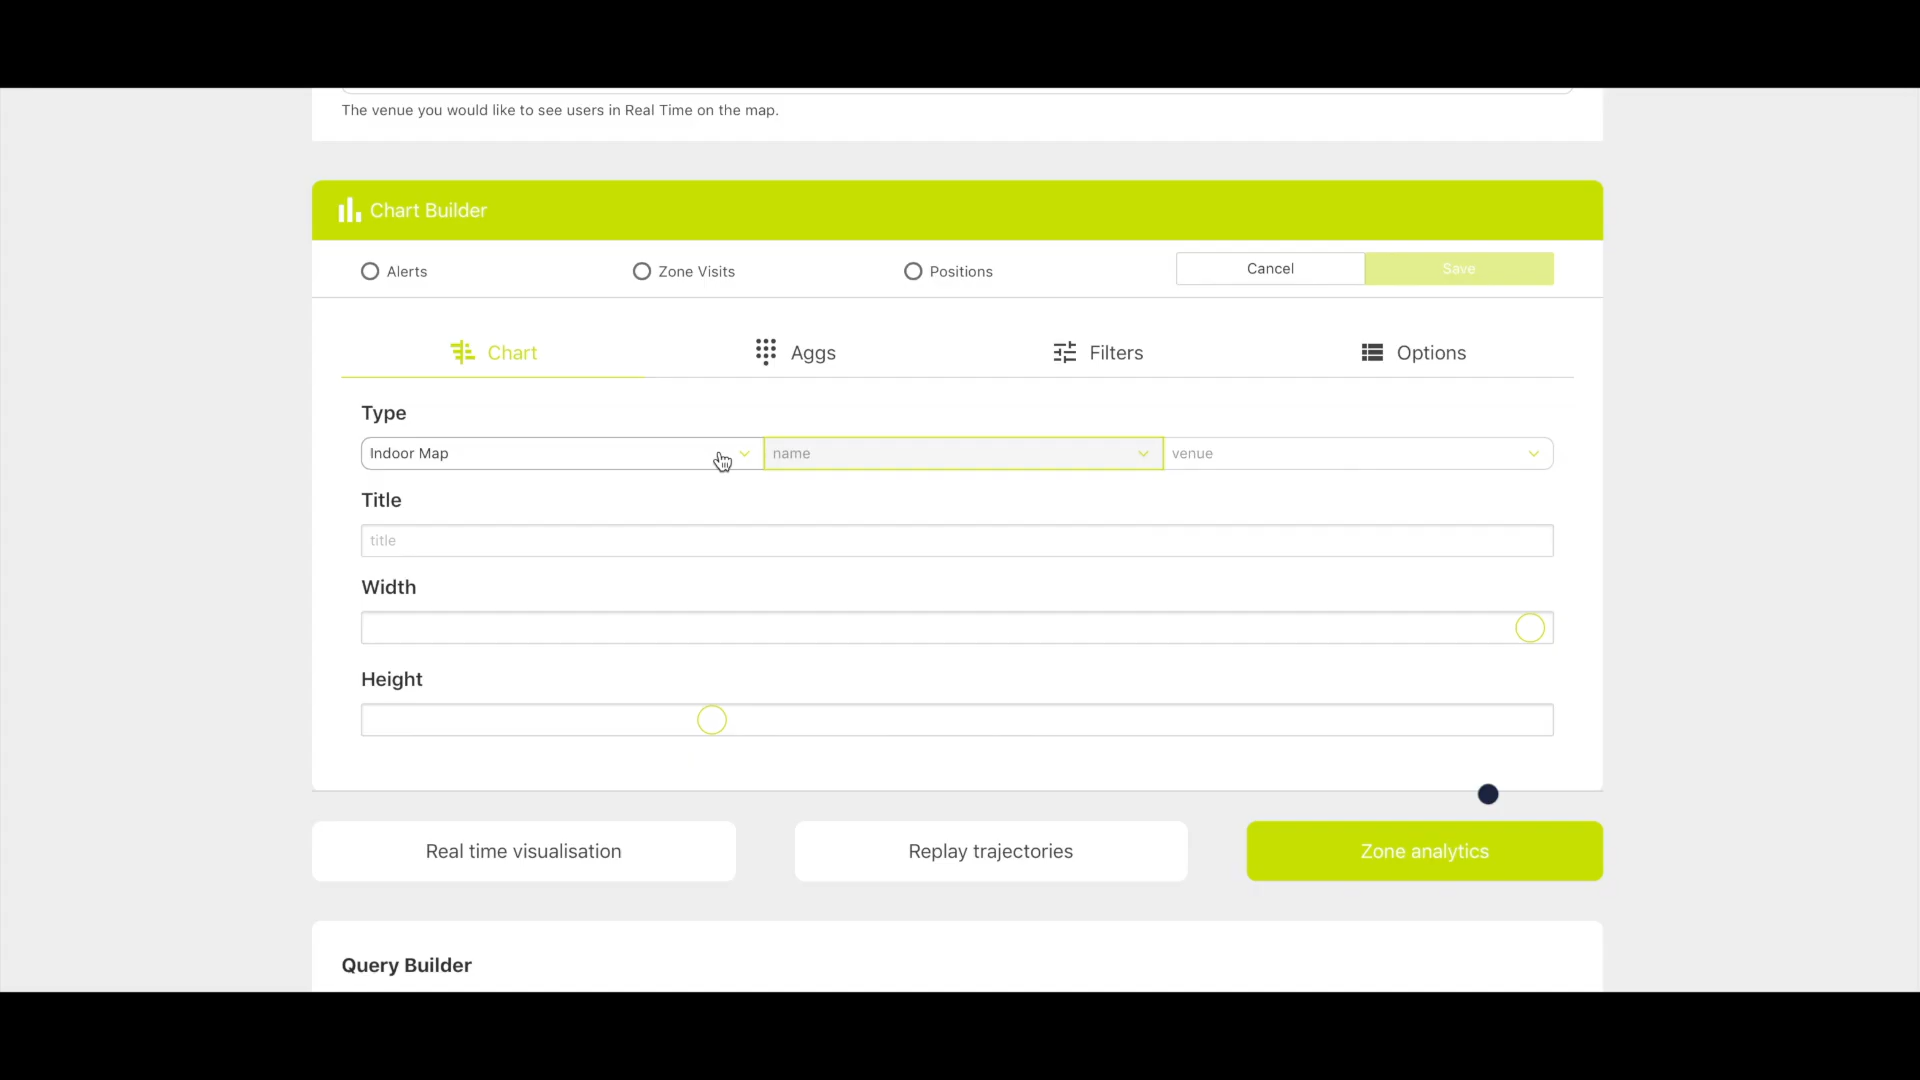 The venue you would like to see users in Real Time on the map.
Chart Builder
Alerts
Zone Visits
Positions
Cancel
Save
Chart
Aggs
Filters
Options
Type
Indoor Map
name
venue
Title
title
Width
Height
Real time visualisation
Replay trajectories
Zone analytics
Query Builder